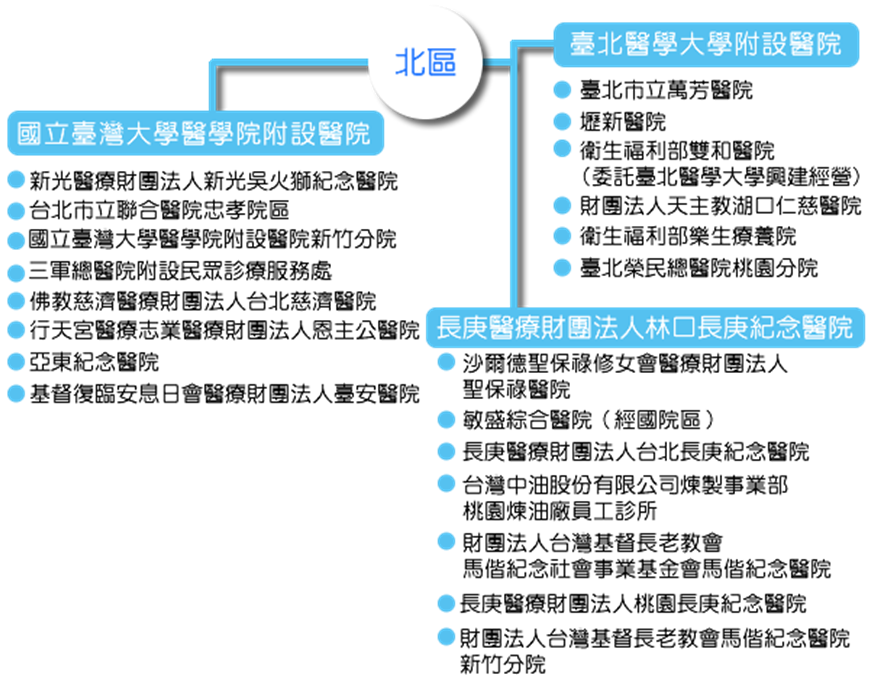 北區
國立臺灣大學醫學院附設醫院
新光醫療財團法人新光吳火獅紀念醫院
台北市立聯合醫院忠孝院區
國立臺灣大學醫學院附設醫院新竹分院
三軍總醫院附設民眾診療服務處
佛教慈濟醫療財團法人台北慈濟醫院
行天宮醫療志業醫療財團法人恩主公醫院
亞東紀念醫院
基督復臨安息日會醫療財團法人臺安醫院
臺北醫學大學附設醫院
臺北市立萬芳醫院
壢新醫院
衛生福利部雙和醫院
（委託臺北醫學大學興建經營）
財團法人天主教湖口仁慈醫院
衛生福利部樂生療養院
臺北榮民總醫院桃園分院
長庚醫療財團法人林口長庚紀念醫院
沙爾德聖保祿修女會醫療財團法人
聖保祿醫院
敏盛綜合醫院（經國院區）
長庚醫療財團法人台北長庚紀念醫院
台灣中油股份有限公司煉製事業部
桃園煉油廠員工診所
財團法人台灣基督長老教會
馬偕紀念社會事業基金會馬偕紀念醫院
長庚醫療財團法人桃園長庚紀念醫院
財團法人台灣基督長老教會馬偕紀念醫院
新竹分院